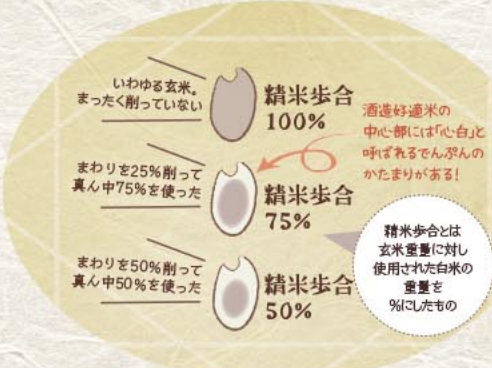 いわゆる玄米。
まったく削っていない
精米歩合
100%
酒造好適米の
中心部には「心白」と
呼ばれるでんぷんの
かたまりがある!
まわりを25%削って
真ん中75%を使った
精米歩合
75%
精米歩合とは
玄米重量に対し
使用された白米の
重量を
%にしたもの
まわりを50%削って
真ん中50%を使った
精米歩合
50%